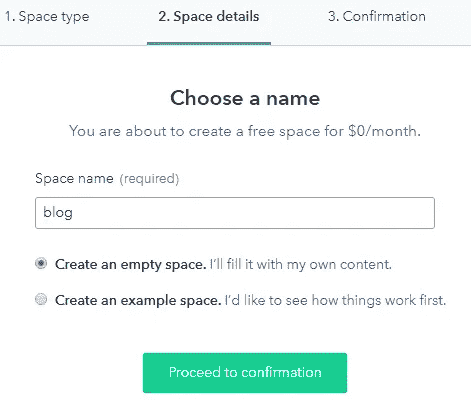 1. Space type 2. Space details 3. Confirmation
Choose a name
You are about to create a free space for $0/month.
Space name (required)
blog
Create an empty space. I'll fill it with my own content.
Create an example space. I'd like to see how things work first.
Proceed to confirmation